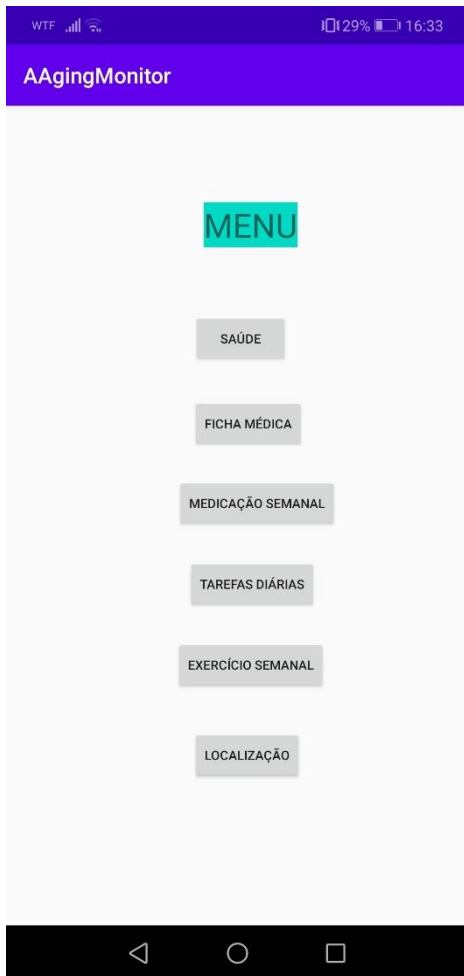 WTF 29% 16:33
AAgingMonitor
MENU
SAÚDE
FICHA MÉDICA
MEDICAÇÃO SEMANAL
TAREFAS DIÁRIAS
EXERCÍCIO SEMANAL
LOCALIZAÇÃO